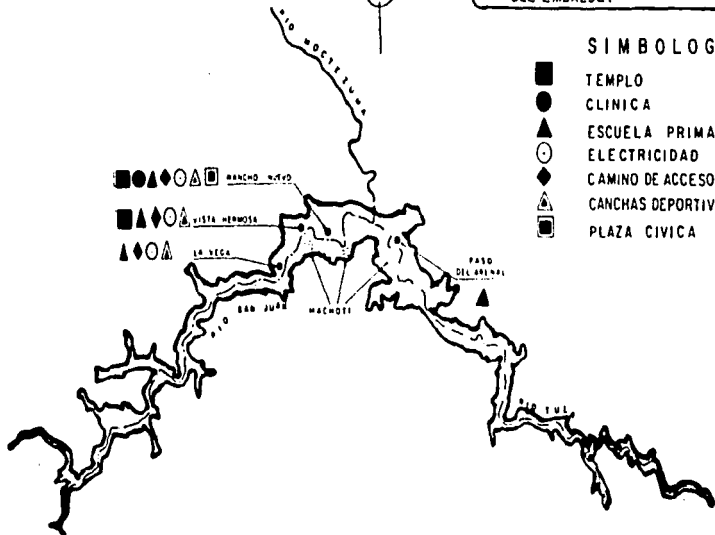 DEL EMBALSE.
RIO MOCTEZUMA
SIMBOLOG
TEMPLO
CLINICA
ESCUELA PRIMA
ELECTRICIDAD
CAMINO DE ACCESO
CANCHAS DEPORTIV
PLAZA CIVICA
RANCHO NUEVO
VISTA HERMOSA
LA VEGA
PASO
DEL ARENAL
RIO SAN JUAN
MACHOTI
RIO TULA